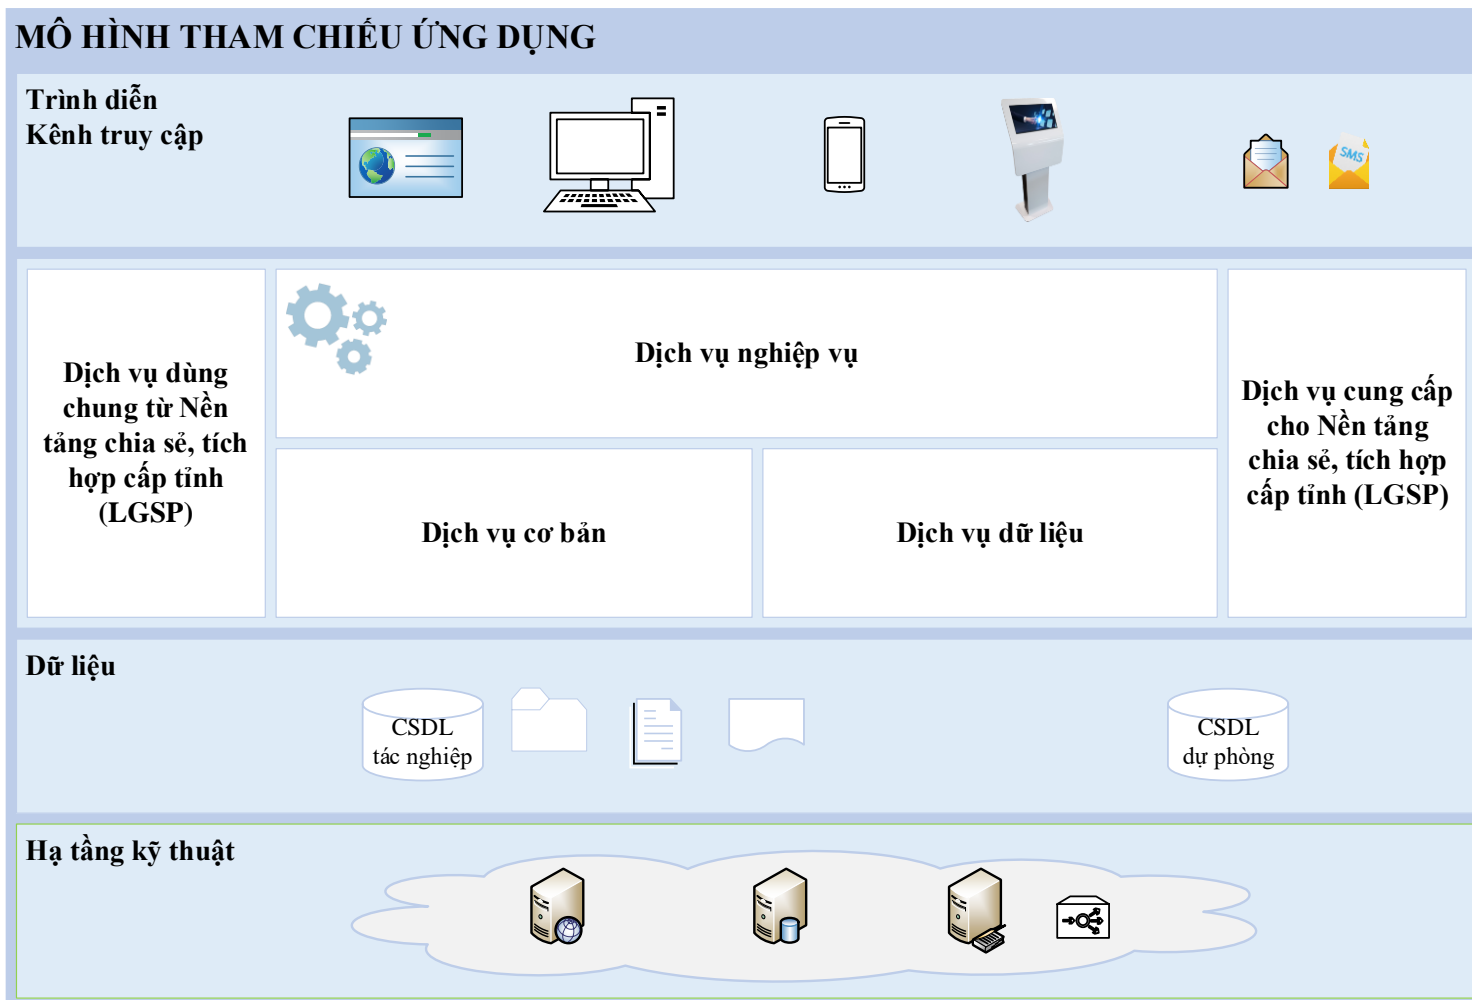 MÔ HÌNH THAM CHIẾU ỨNG DỤNG
Trình diễn
Kênh truy cập
SMS
Dịch vụ dùng
chung từ Nền
tảng chia sẻ, tích
hợp cấp tỉnh
(LGSP)
Dịch vụ nghiệp vụ
Dịch vụ cơ bản
Dịch vụ dữ liệu
Dịch vụ cung cấp
cho Nền tảng
chia sẻ, tích hợp
cấp tỉnh (LGSP)
Dữ liệu
CSDL
tác nghiệp
CSDL
dự phòng
Hạ tầng kỹ thuật